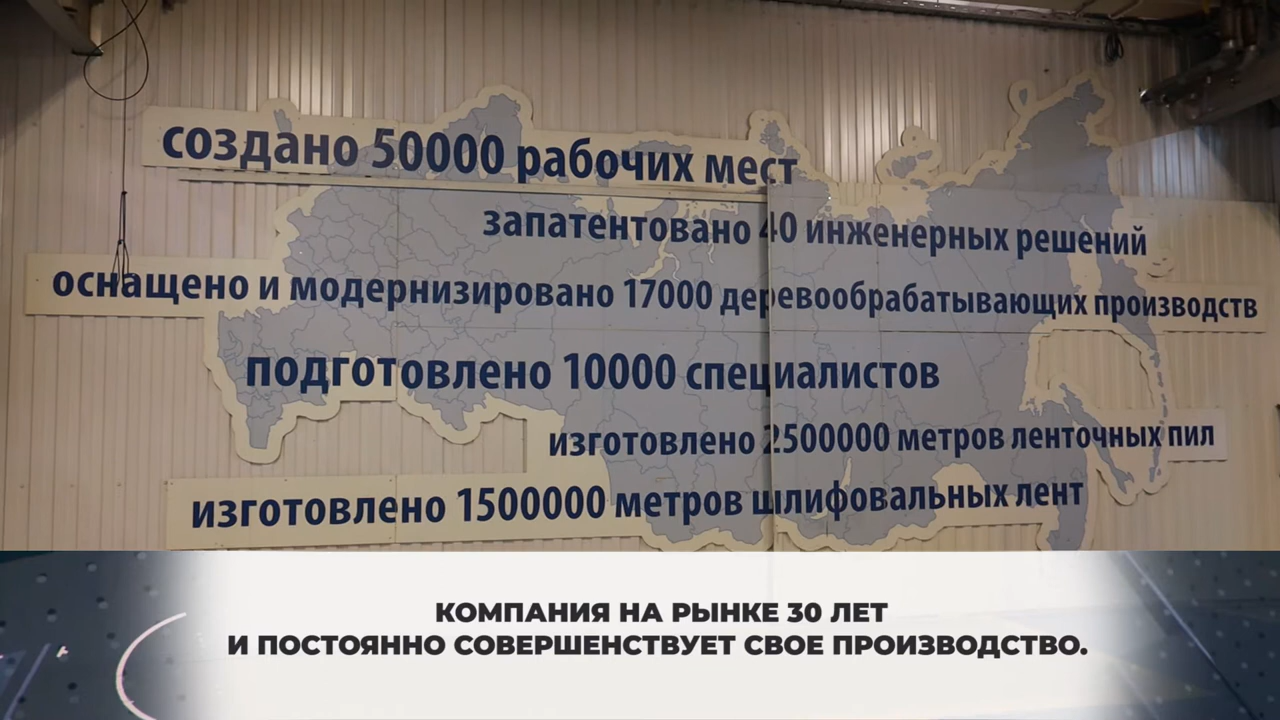 создано 50000 рабочих мест
запатентовано 40 инженерных решений
оснащено и модернизировано 17000 деревообрабатывающих производств
подготовлено 10000 специалистов
изготовлено 2500000 метров ленточных пил
изготовлено 1500000 метров шлифовальных лент
КОМПАНИЯ НА РЫНКЕ 30 ЛЕТ
И ПОСТОЯННО СОВЕРШЕНСТВУЕТ СВОЕ ПРОИЗВОДСТВО.